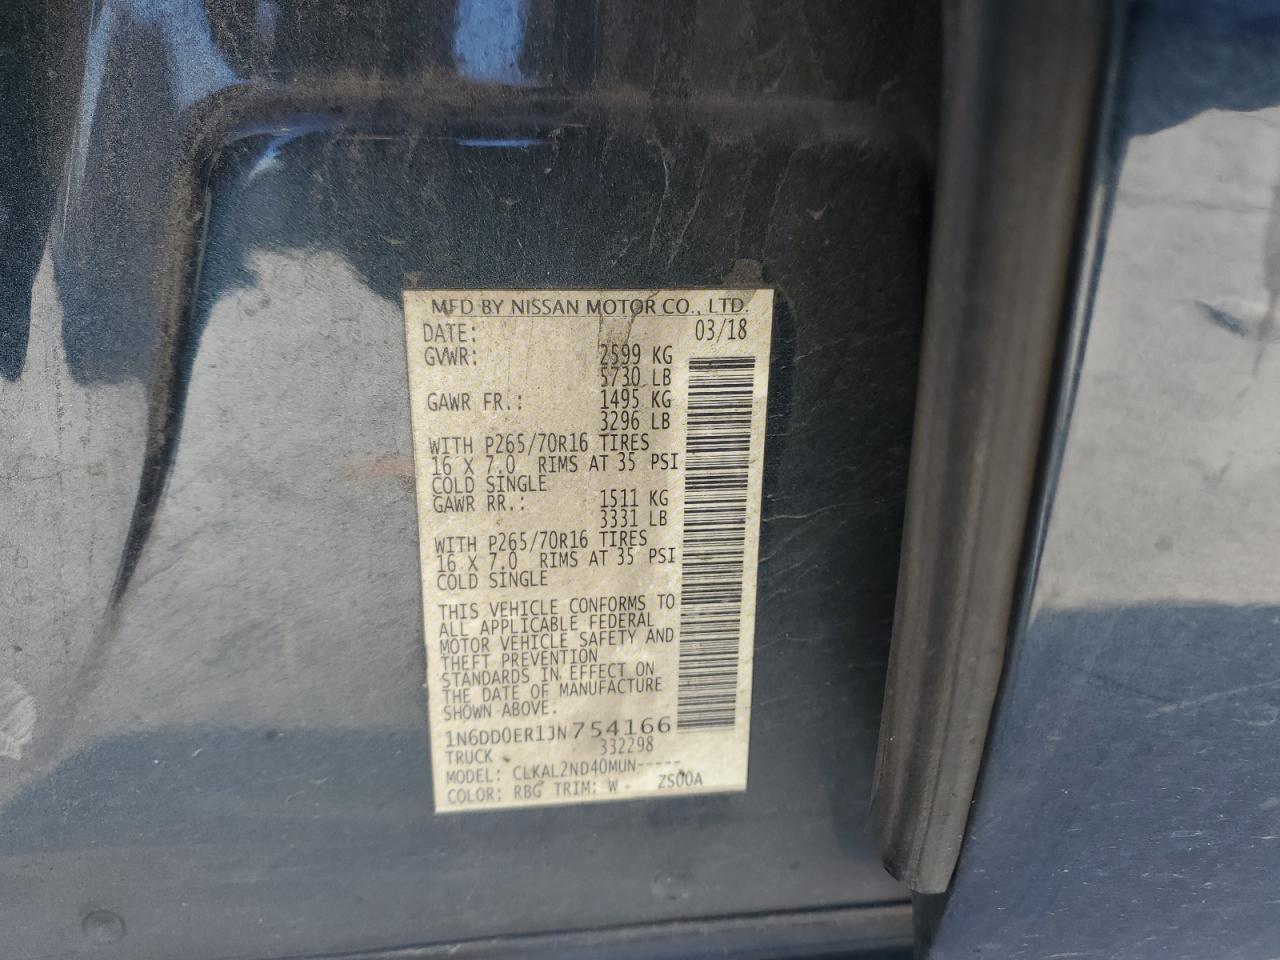 MFD BY NISSAN MOTOR CO., LTD.
DATE: 03/18
GVWR: 2599 KG
5730 LB
GAWR FR.: 1495 KG
3296 LB
WITH P265/70R16 TIRES
16 X 7.0 RIMS AT 35 PSI
COLD SINGLE
GAWR RR.: 1511 KG
3331 LB
WITH P265/70R16 TIRES
16 X 7.0 RIMS AT 35 PSI
COLD SINGLE
THIS VEHICLE CONFORMS TO
ALL APPLICABLE FEDERAL
MOTOR VEHICLE SAFETY AND
THEFT PREVENTION
STANDARDS IN EFFECT ON
THE DATE OF MANUFACTURE
SHOWN ABOVE.
1N6DD0ER1JN754166
TRUCK 332298
MODEL: CLKAL2ND40MUN-----
COLOR: RBG TRIM: W ZS00A